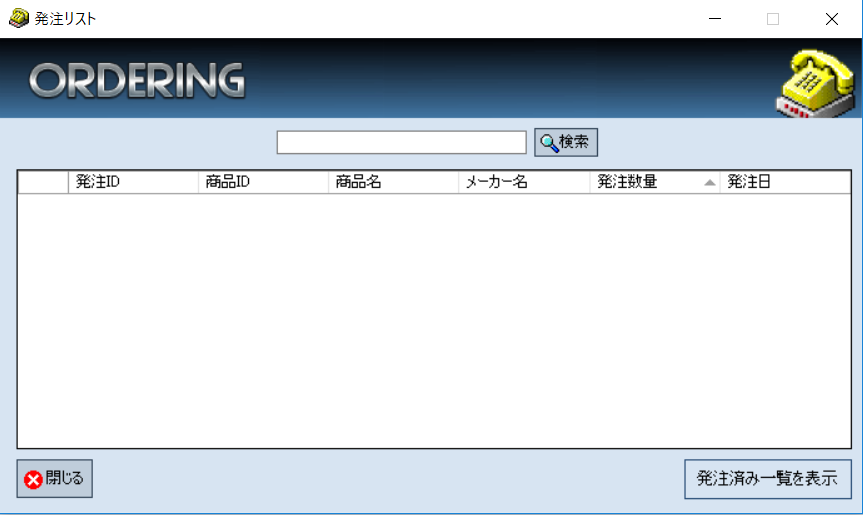 発注リスト
ORDERING
検索
発注ID 商品ID 商品名 メーカー名 発注数量 発注日
閉じる 発注済み一覧を表示